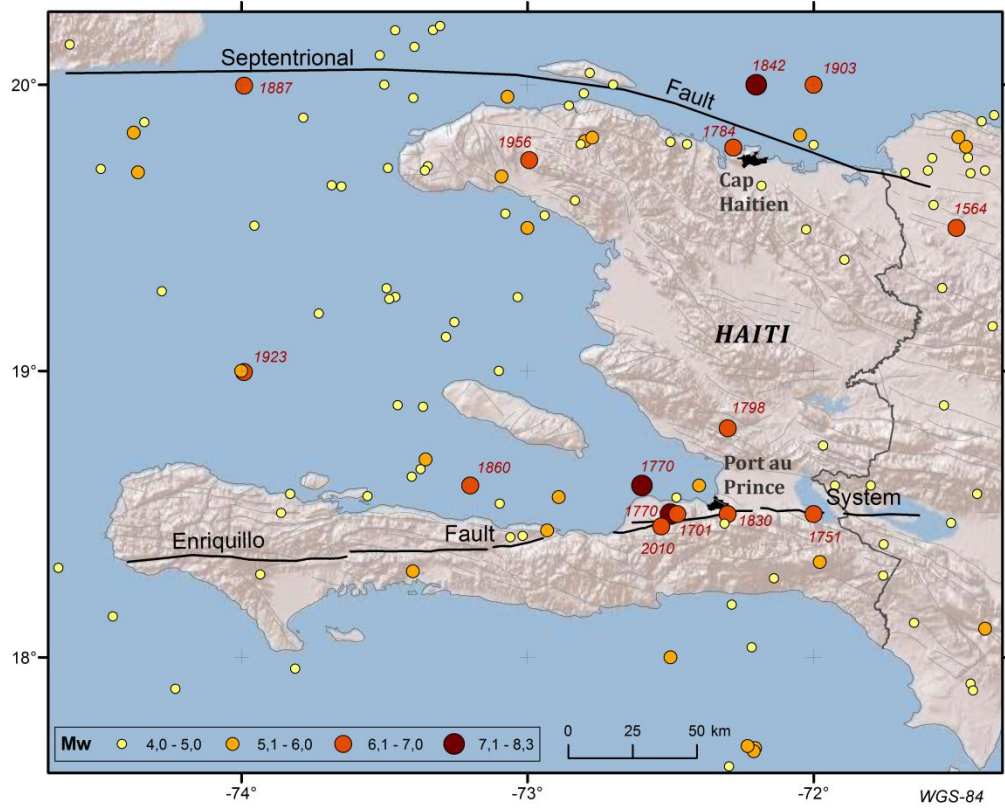 20°
19°
18°
-74°
-73°
-72°
Septentrional
Fault
1887
1842
1903
1956
1784
Cap
Haitien
1564
HAITI
1923
1798
1860
1770
Port au
Prince
1770
1701
1830
1751
2010
System
Fault
Enriquillo
Mw 4,0 - 5,0 5,1 - 6,0 6,1 - 7,0 7,1 - 8,3
0 25 50 km
WGS-84